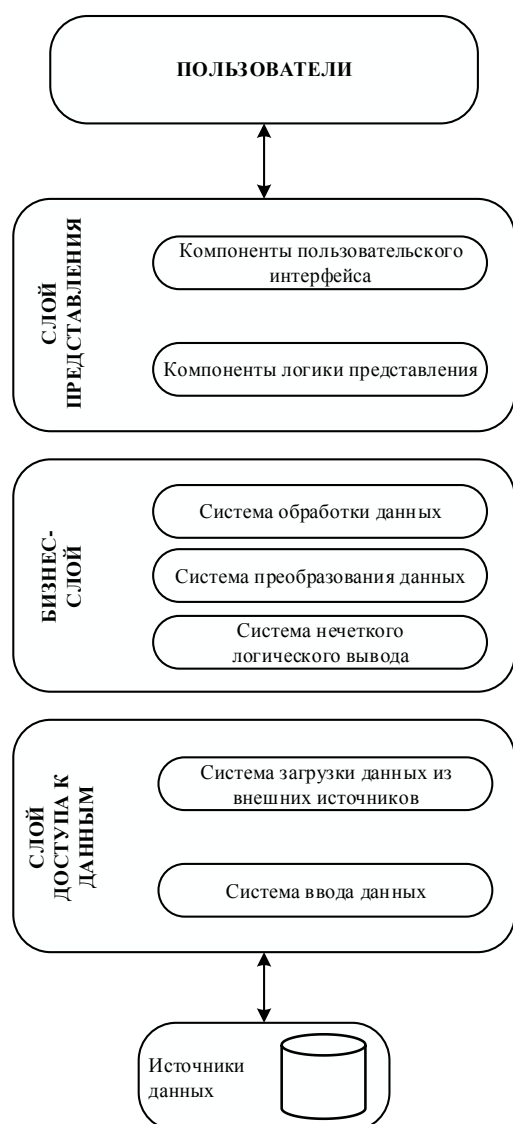 ПОЛЬЗОВАТЕЛИ
СЛОЙ
ПРЕДСТАВЛЕНИЯ
Компоненты пользовательского
интерфейса
Компоненты логики представления
БИЗНЕС-
СЛОЙ
Система обработки данных
Система преобразования данных
Система нечеткого
логического вывода
СЛОЙ
ДОСТУПА К
ДАННЫМ
Система загрузки данных из
внешних источников
Система ввода данных
Источники
данных